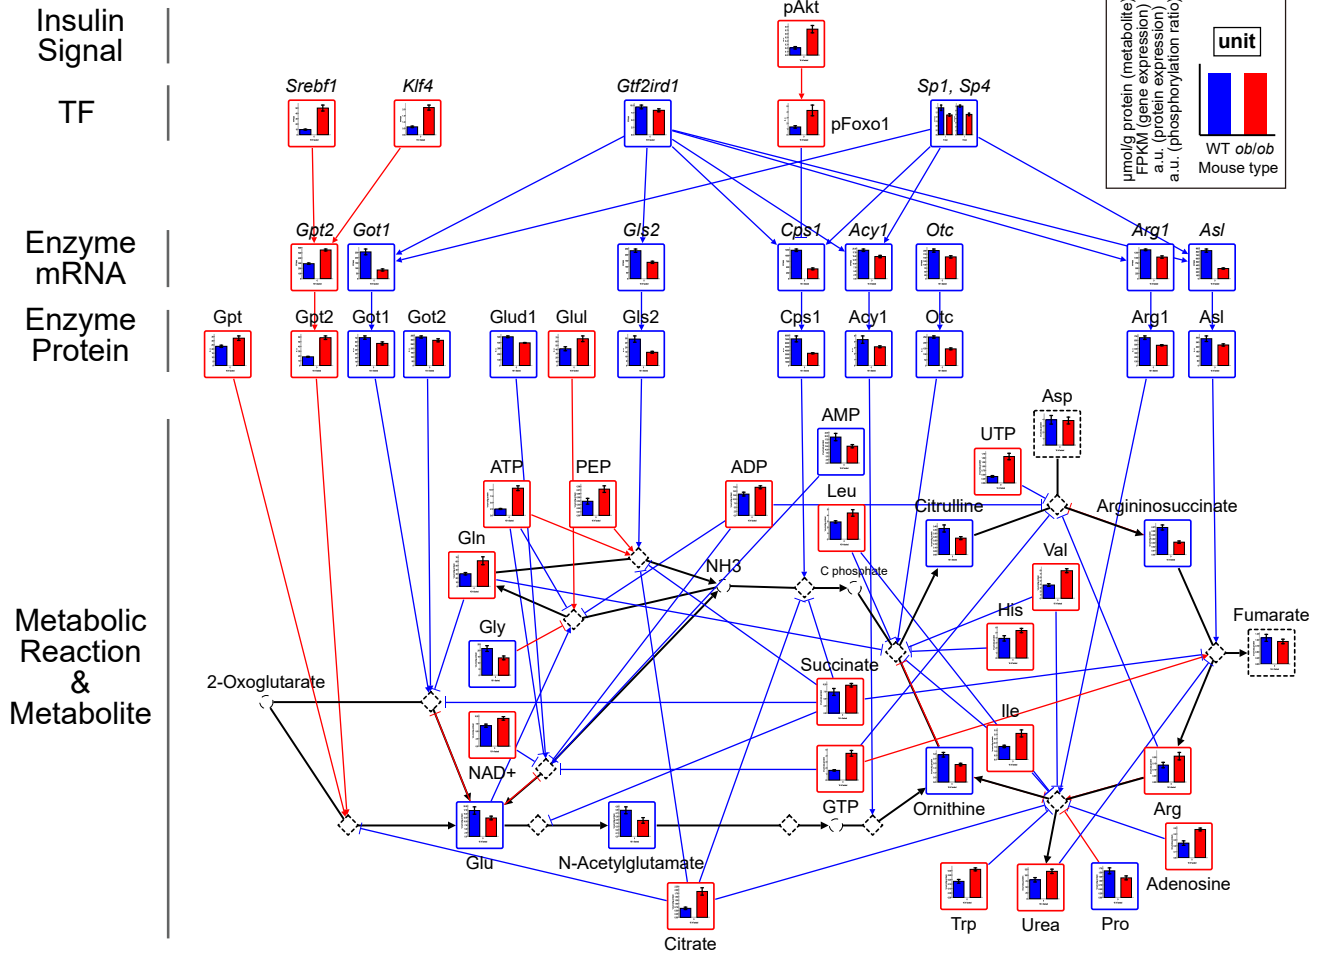 Insulin
Signal
pAkt
µmol/g protein (metabolite)
FPKM (gene expression)
a.u. (protein expression)
a.u. (phosphorylation ratio)
unit
WT ob/ob
Mouse type
TF
Srebf1
Klf4
Gtf2ird1
pFoxo1
Sp1, Sp4
Enzyme
mRNA
Gpt2
Got1
Gls2
Cps1
Acy1
Otc
Arg1
Asl
Enzyme
Protein
Gpt
Gpt2
Got1
Got2
Glud1
Glul
Gls2
Cps1
Acy1
Otc
Arg1
Asl
Metabolic
Reaction
&
Metabolite
Asp
AMP
UTP
ATP
PEP
ADP
Leu
Citrulline
Argininosuccinate
Gln
NH3
C phosphate
Val
His
Fumarate
Gly
Succinate
2-Oxoglutarate
Ile
NAD+
GTP
Ornithine
Arg
Glu
N-Acetylglutamate
Adenosine
Citrate
Trp
Urea
Pro